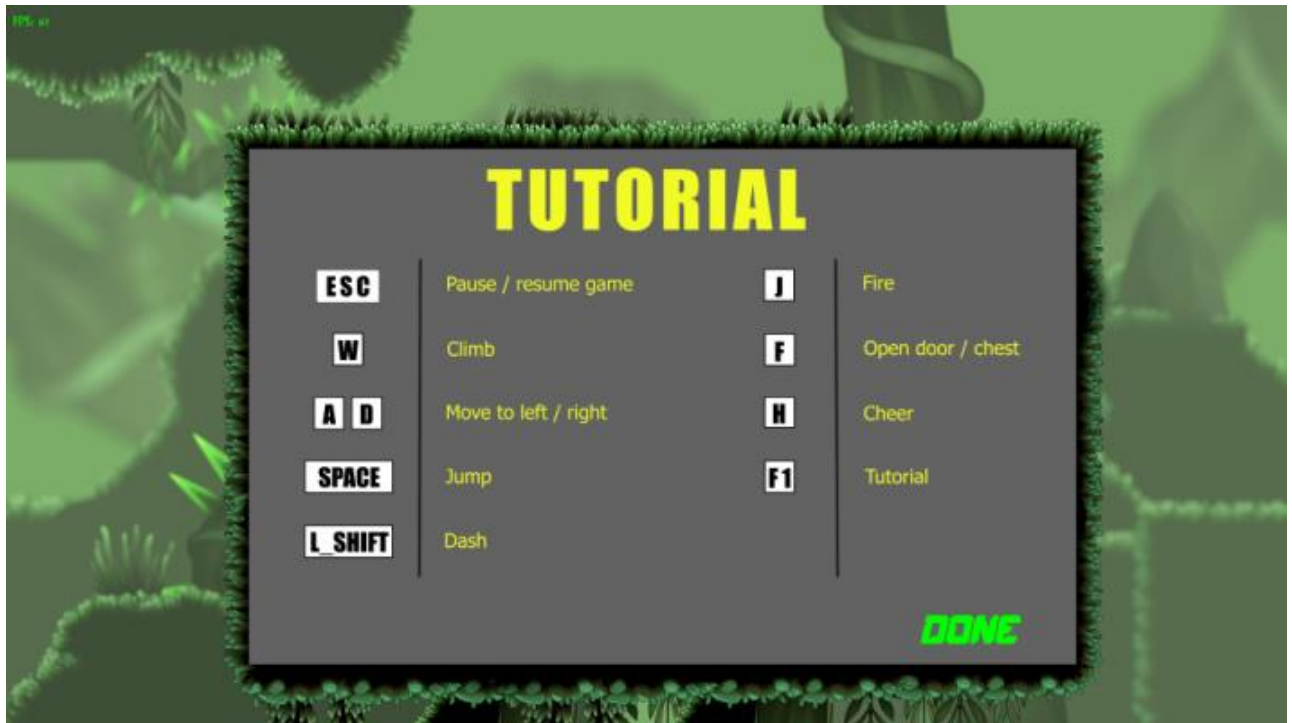 TUTORIAL
ESC Pause / resume game
W Climb
A D Move to left / right
SPACE Jump
L_SHIFT Dash
J Fire
F Open door / chest
H Cheer
F1 Tutorial
DONE